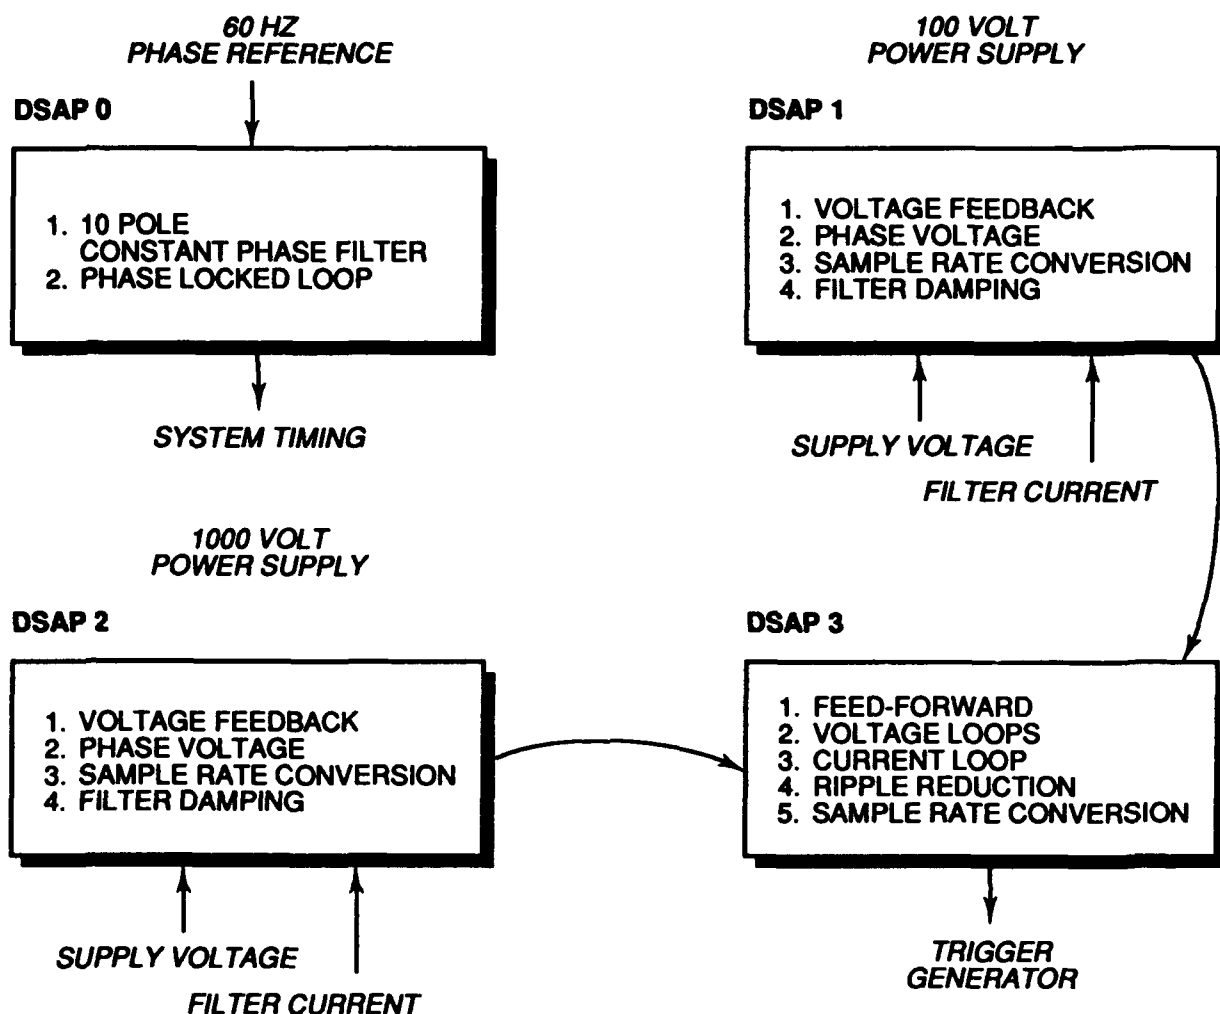 60 HZ
PHASE REFERENCE
DSAP 0
1. 10 POLE
CONSTANT PHASE FILTER
2. PHASE LOCKED LOOP
SYSTEM TIMING
100 VOLT
POWER SUPPLY
DSAP 1
1. VOLTAGE FEEDBACK
2. PHASE VOLTAGE
3. SAMPLE RATE CONVERSION
4. FILTER DAMPING
SUPPLY VOLTAGE
FILTER CURRENT
1000 VOLT
POWER SUPPLY
DSAP 2
1. VOLTAGE FEEDBACK
2. PHASE VOLTAGE
3. SAMPLE RATE CONVERSION
4. FILTER DAMPING
SUPPLY VOLTAGE
FILTER CURRENT
DSAP 3
1. FEED-FORWARD
2. VOLTAGE LOOPS
3. CURRENT LOOP
4. RIPPLE REDUCTION
5. SAMPLE RATE CONVERSION
TRIGGER
GENERATOR